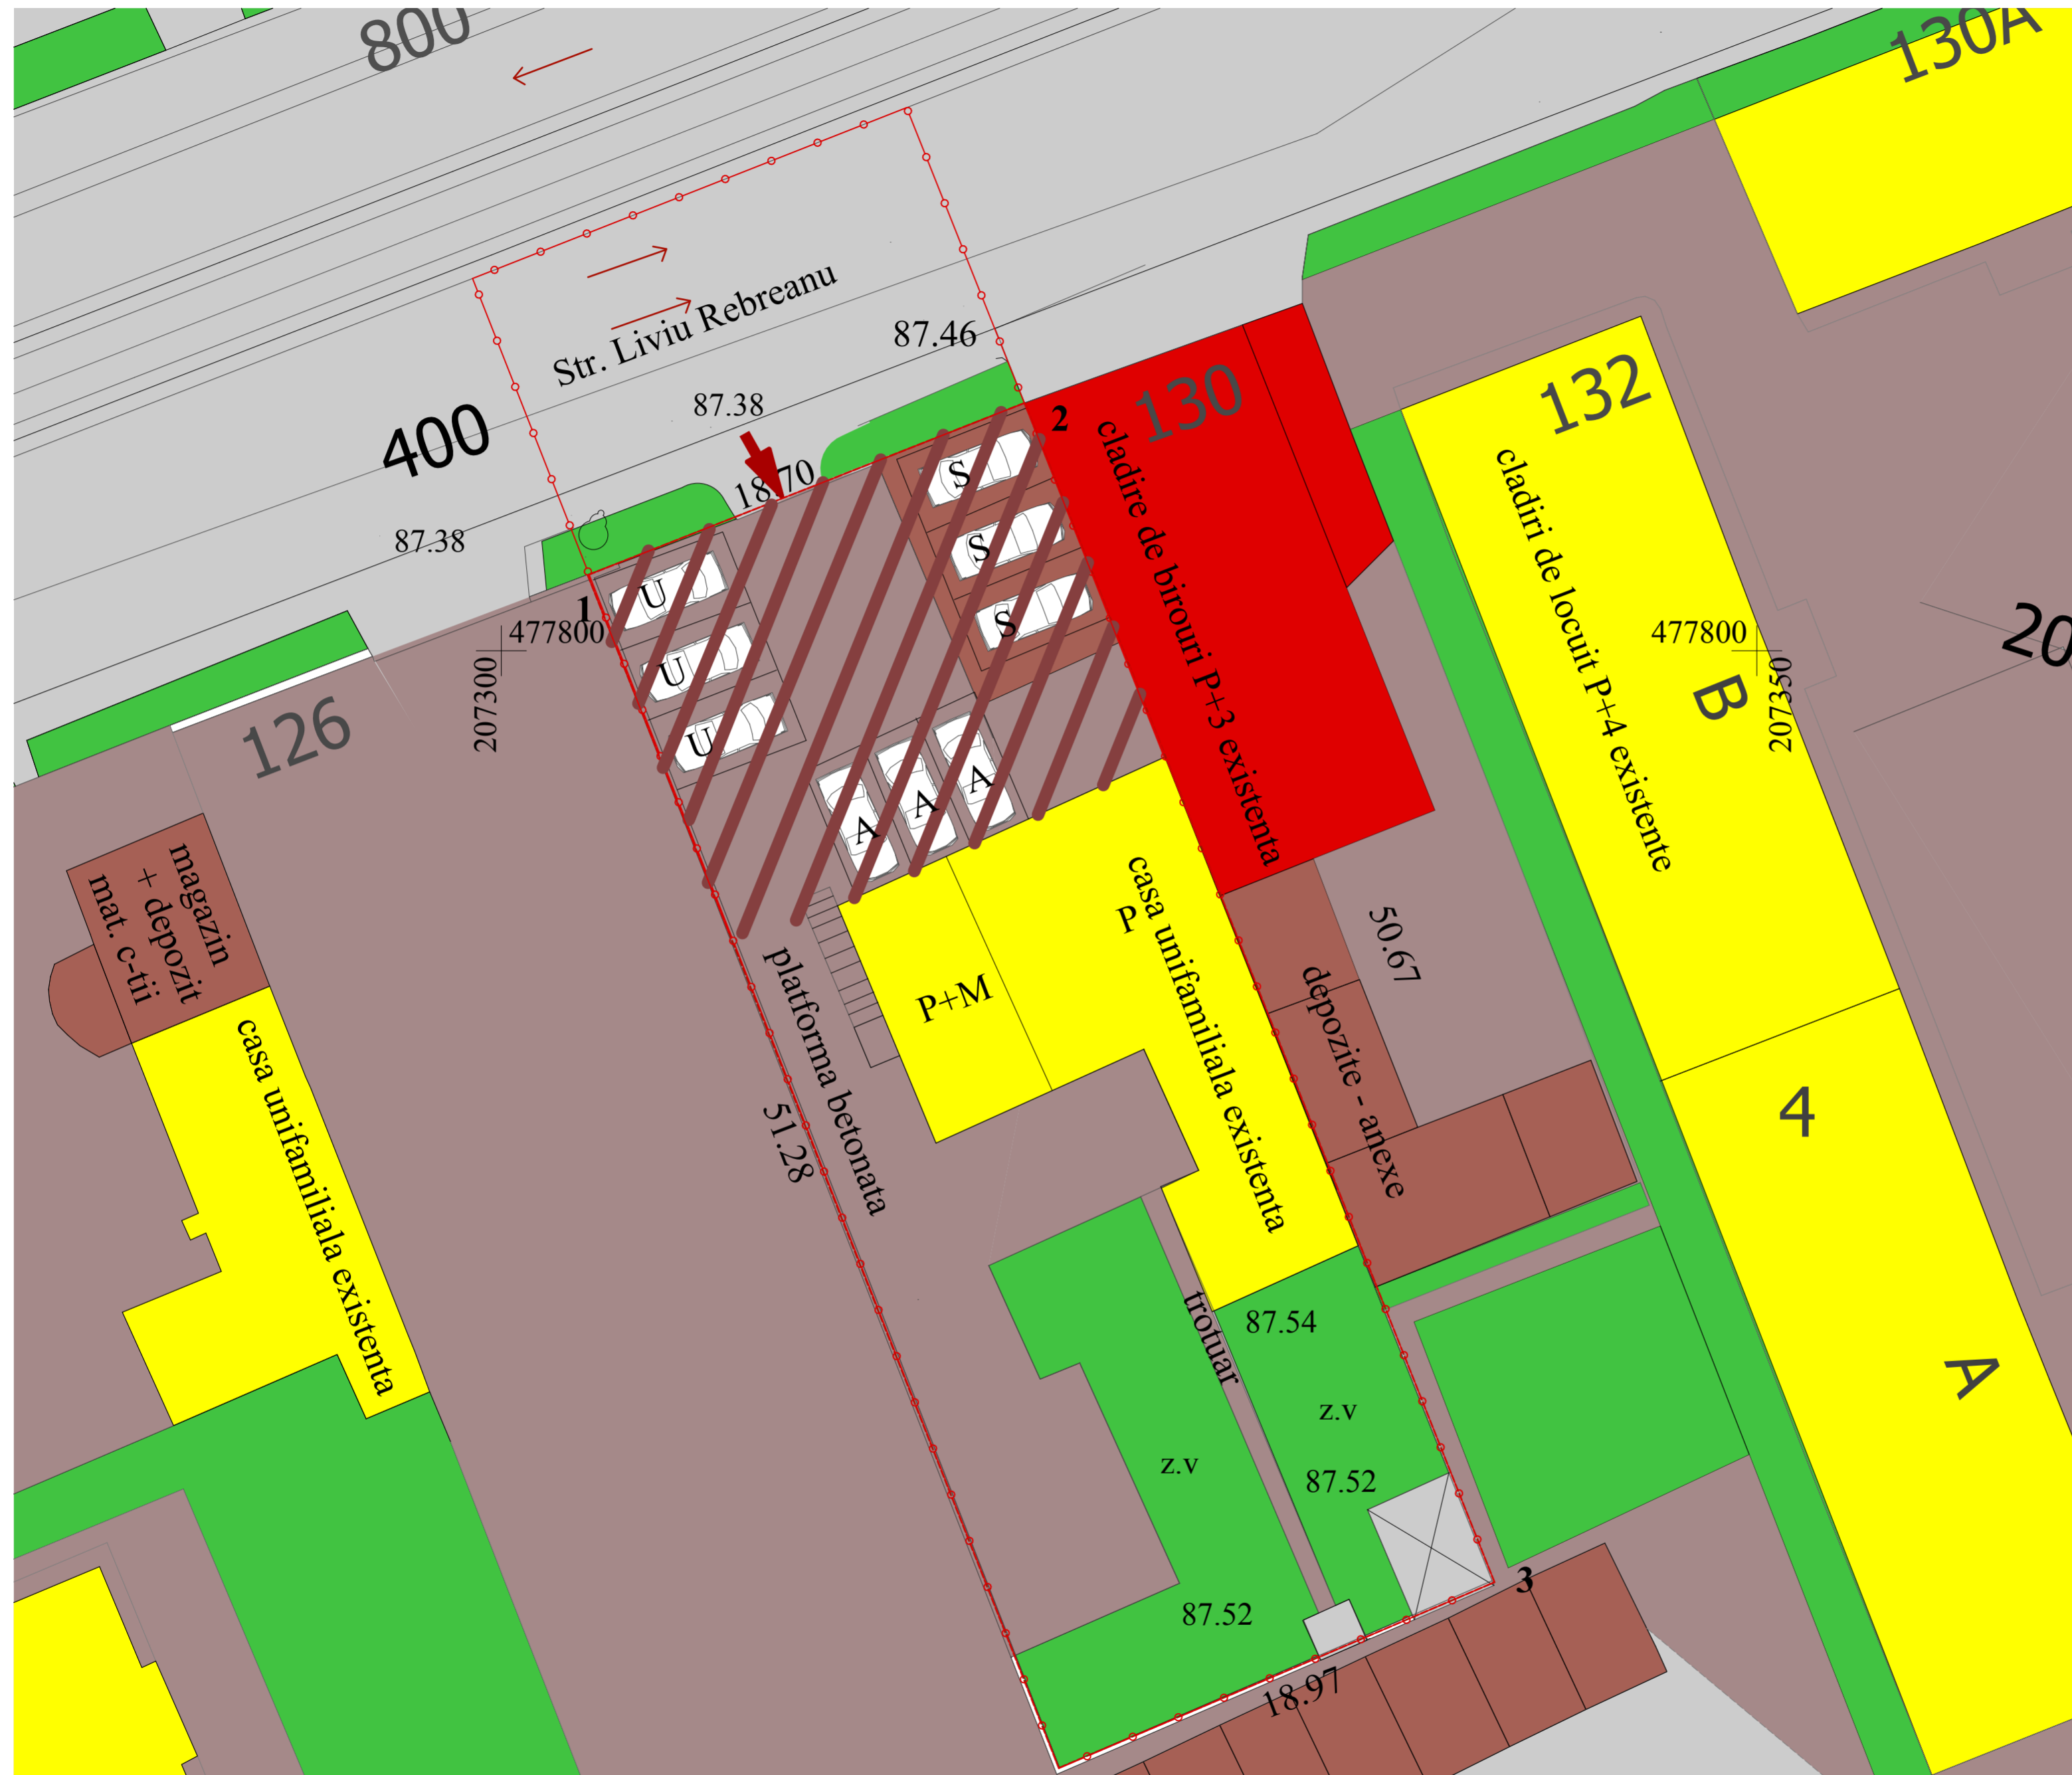 800
130A
Str. Liviu Rebreanu
87.46
87.38
400
18.70
87.38
2
130
132
cladire de birouri P+3 existenta
cladiri de locuit P+4 existente
S
S
S
U
U
U
1
477800
207300
477800
207350
B
126
A
A
A
magazin
+ depozit
mat. c-tii
casa unifamiliala existenta
P
casa unifamiliala existenta
P+M
platforma betonata
51.28
50.67
depozite - anexe
4
A
trotuar
87.54
z.v
z.v
87.52
87.52
3
18.97